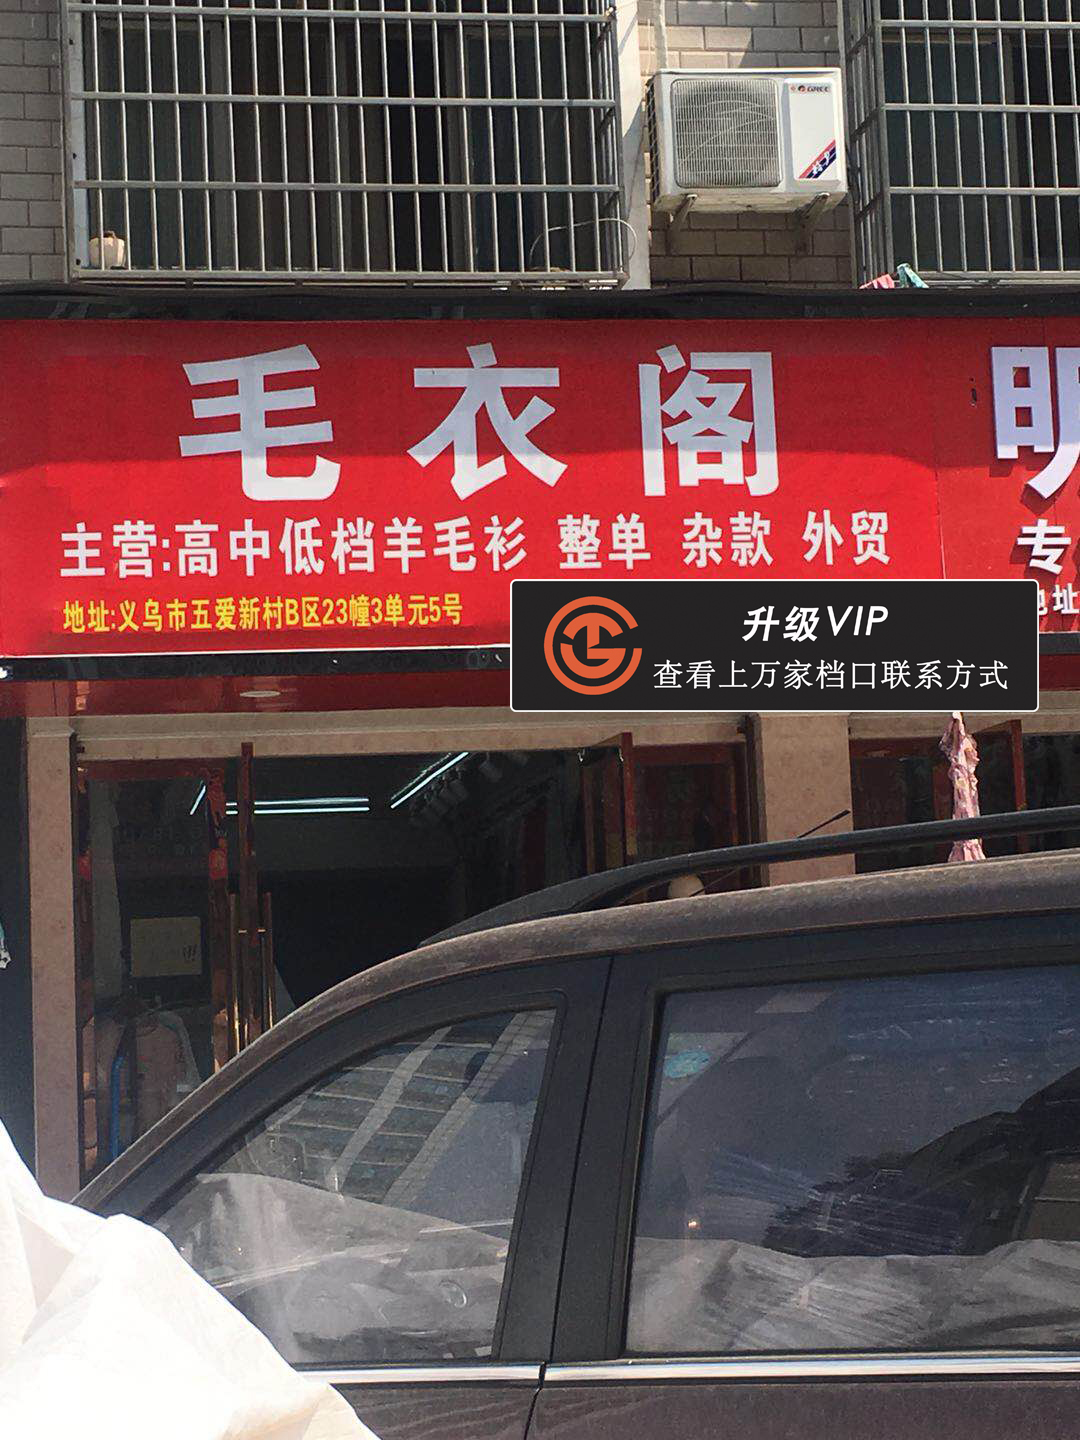 GREE
毛衣阁
主营:高中低档羊毛衫 整单 杂款 外贸
地址:义乌市五爱新村B区23幢3单元5号
明
专
地址
升级VIP
查看上万家档口联系方式